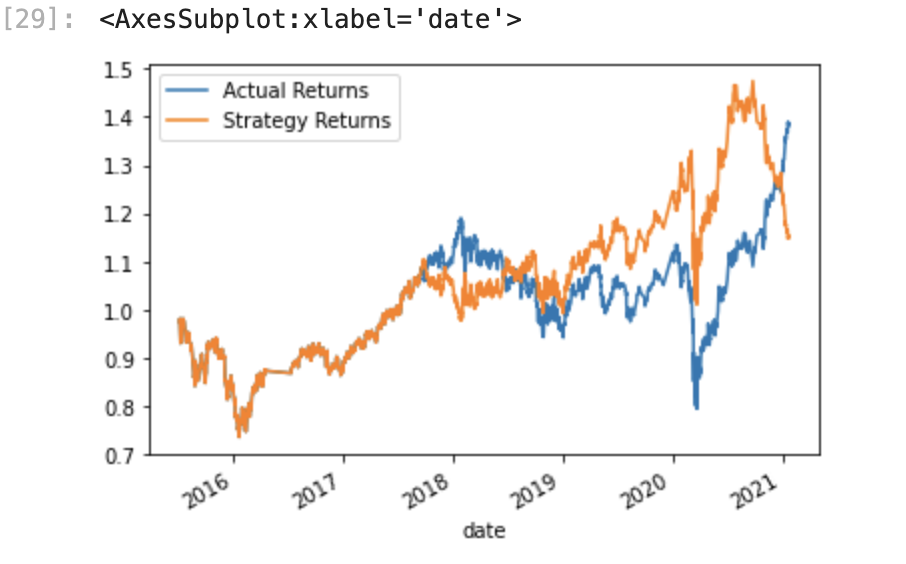 [29]: <AxesSubplot:xlabel='date'>
Actual Returns
Strategy Returns
1.5
1.4
1.3
1.2
1.1
1.0
0.9
0.8
0.7
2016 2017 2018 2019 2020 2021
date